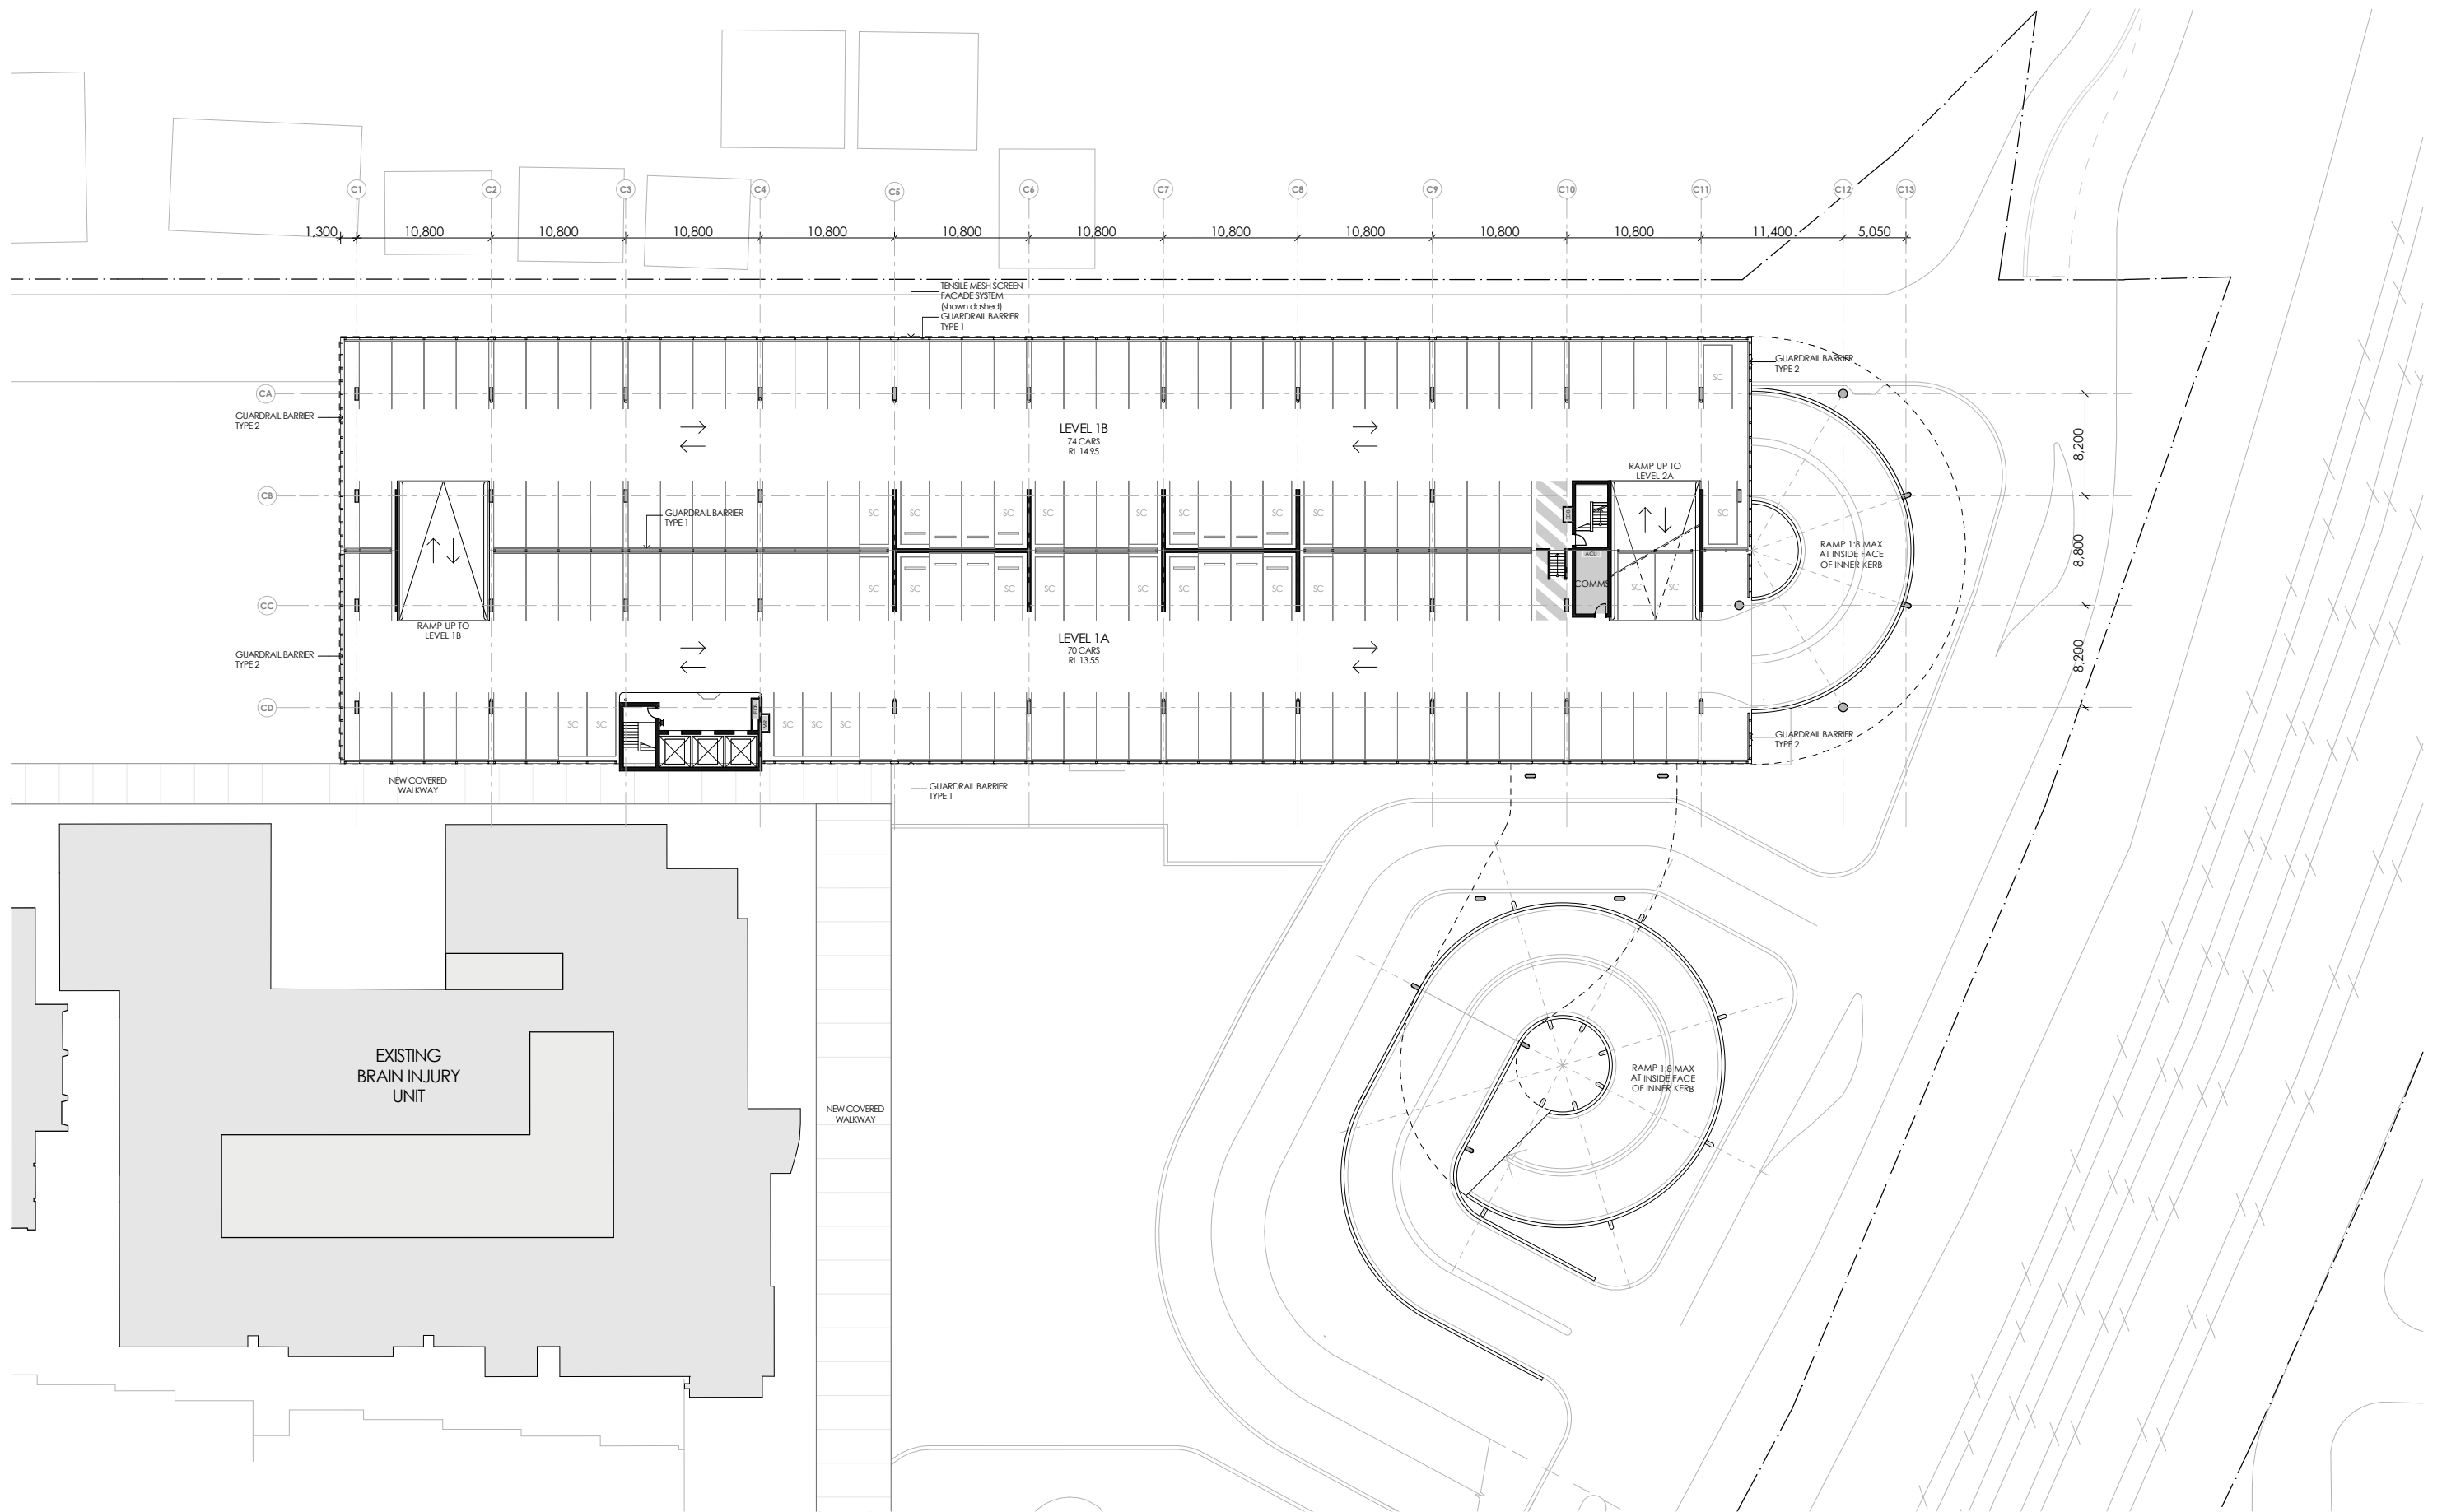 C1
C2
C3
C4
C5
C6
C7
C8
C9
C10
C11
C12
C13
1,300
10,800
10,800
10,800
10,800
10,800
10,800
10,800
10,800
10,800
10,800
11,400
5,050
TENSILE MESH SCREEN
FACADE SYSTEM
(shown dashed)
GUARDRAIL BARRIER
TYPE 1
GUARDRAIL BARRIER
TYPE 2
SC
CA
GUARDRAIL BARRIER
TYPE 2
LEVEL 1B
74 CARS
RL 14.95
8,200
RAMP UP TO
LEVEL 2A
CB
GUARDRAIL BARRIER
TYPE 1
SC
SC
SC
SC
SC
SC
SC
SC
SC
RAMP 1:8 MAX
AT INSIDE FACE
OF INNER KERB
8,800
ACU
COMMS
SC
SC
SC
SC
SC
SC
SC
SC
SC
SC
CC
RAMP UP TO
LEVEL 1B
LEVEL 1A
70 CARS
RL 13.55
GUARDRAIL BARRIER
TYPE 2
8,200
CD
SC
SC
SC
SC
SC
GUARDRAIL BARRIER
TYPE 2
NEW COVERED
WALKWAY
GUARDRAIL BARRIER
TYPE 1
EXISTING
BRAIN INJURY
UNIT
NEW COVERED
WALKWAY
RAMP 1:8 MAX
AT INSIDE FACE
OF INNER KERB